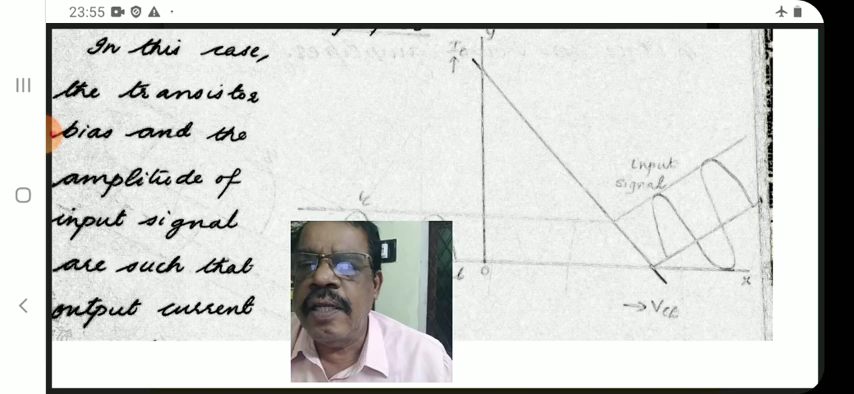 23:55
In this case,
the transistor
bias and the
amplitude of
input signal
are such that
output current
y
Ic
↑
input
signal
ic
t
0
x
→ VCE